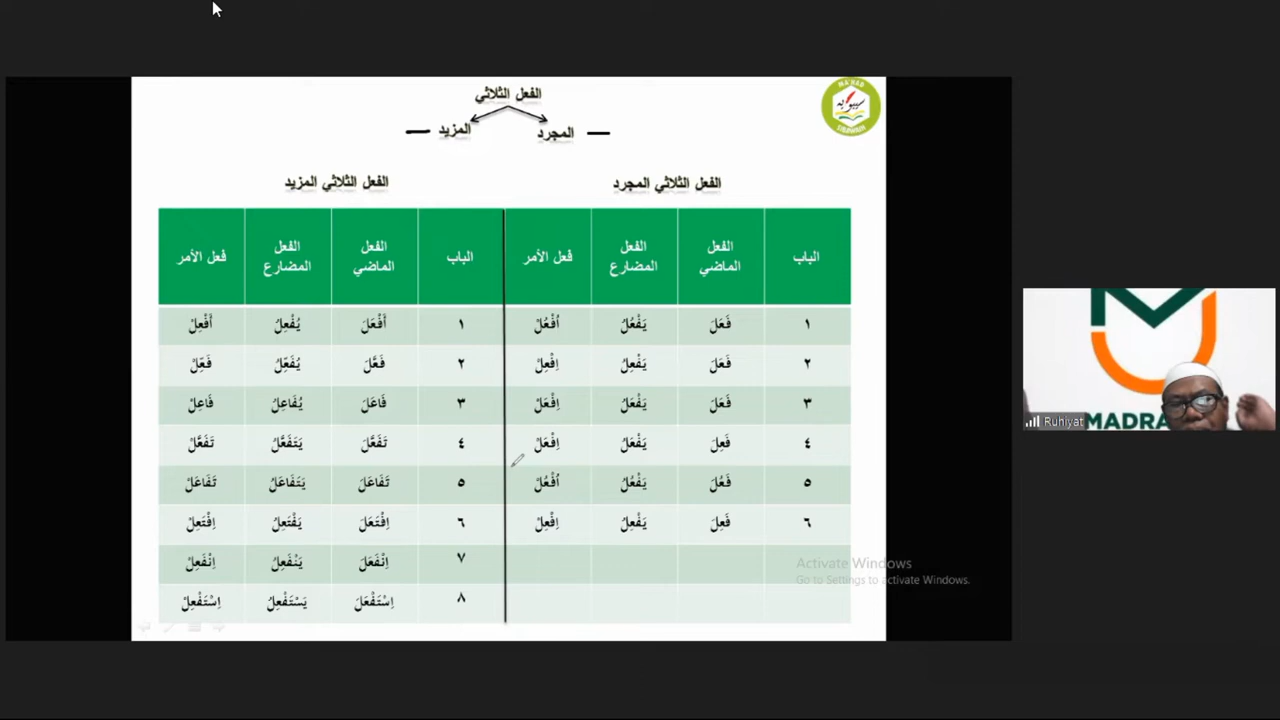 الفعل الثلاثي
المجرد
المزيد
الفعل الثلاثي المجرد
الباب
الفعل الماضي
الفعل المضارع
فعل الأمر
١ فَعَلَ يَفْعُلُ اُفْعُلْ
٢ فَعَلَ يَفْعِلُ اِفْعِلْ
٣ فَعَلَ يَفْعَلُ اِفْعَلْ
٤ فَعِلَ يَفْعَلُ اِفْعَلْ
٥ فَعُلَ يَفْعُلُ اُفْعُلْ
٦ فَعِلَ يَفْعِلُ اِفْعِلْ
الفعل الثلاثي المزيد
الباب
الفعل الماضي
الفعل المضارع
فعل الأمر
١ أَفْعَلَ يُفْعِلُ أَفْعِلْ
٢ فَعَّلَ يُفَعِّلُ فَعِّلْ
٣ فَاعَلَ يُفَاعِلُ فَاعِلْ
٤ تَفَعَّلَ يَتَفَعَّلُ تَفَعَّلْ
٥ تَفَاعَلَ يَتَفَاعَلُ تَفَاعَلْ
٦ اِفْتَعَلَ يَفْتَعِلُ اِفْتَعِلْ
٧ اِنْفَعَلَ يَنْفَعِلُ اِنْفَعِلْ
٨ اِسْتَفْعَلَ يَسْتَفْعِلُ اِسْتَفْعِلْ
Activate Windows
Go to Settings to activate Windows.
Ruhiyat